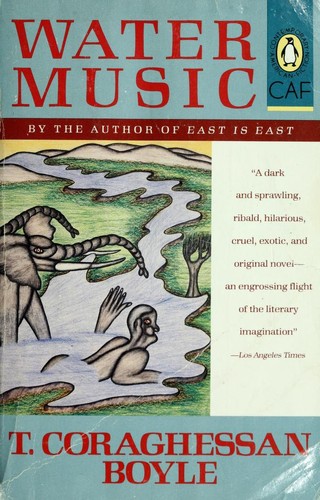 WATER
MUSIC
CAF
BY THE AUTHOR OF EAST IS EAST
"A dark
and sprawling,
ribald, hilarious,
cruel, exotic, and
original novel—
an engrossing flight
of the literary
imagination"
—Los Angeles Times
T. CORAGHESSAN
BOYLE